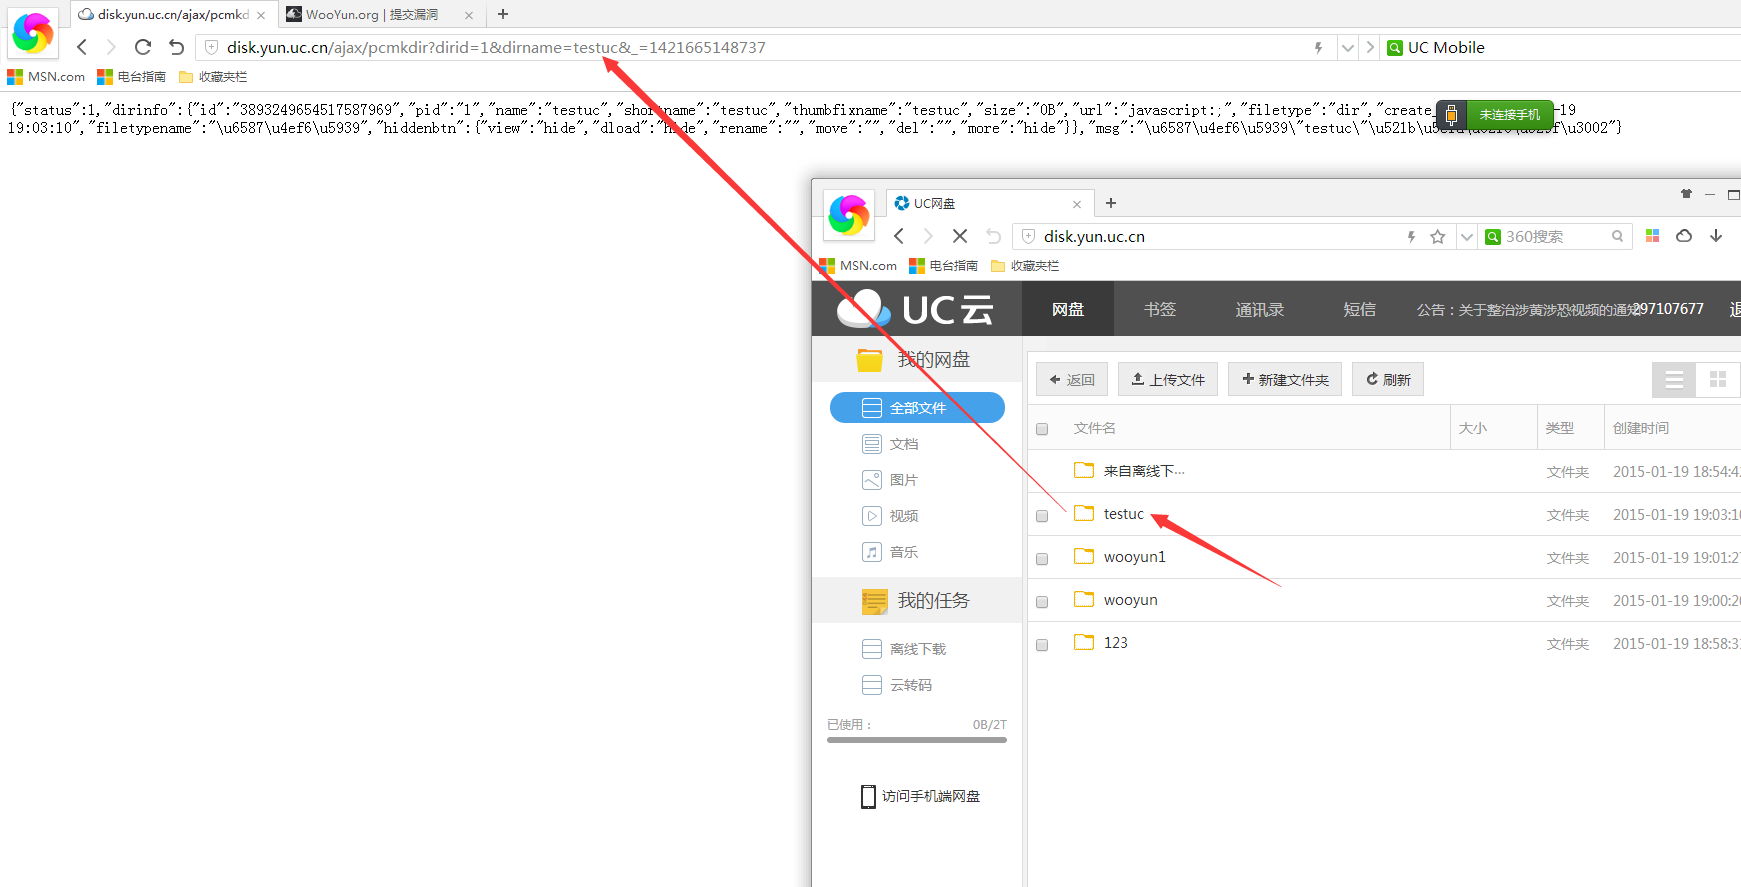 disk.yun.uc.cn/ajax/pcmkd
WooYun.org | 提交漏洞
disk.yun.uc.cn/ajax/pcmkdir?dirid=1&dirname=testuc&_=1421665148737
UC Mobile
MSN.com 电台指南 收藏夹栏
{"status":1,"dirinfo":{"id":"3893249654517587969","pid":"1","name":"testuc","shortname":"testuc","thumbfixname":"testuc","size":"0B","url":"javascript:;","filetype":"dir","create_ -19
19:03:10","filetypename":"\u6587\u4ef6\u5939","hiddenbtn":{"view":"hide","dload":"hide","rename":"","move":"","del":"","more":"hide"}},"msg":"\u6587\u4ef6\u5939\"testuc\"\u521b\u \u3002"}
未连接手机
UC网盘
disk.yun.uc.cn
360搜索
MSN.com 电台指南 收藏夹栏
UC云
网盘 书签 通讯录 短信 公告：关于整治涉黄涉恐视频的通知 297107677 退
我的网盘
返回 上传文件 新建文件夹 刷新
全部文件
文件名 大小 类型 创建时间
文档
来自离线下… 文件夹 2015-01-19 18:54:4
图片
testuc 文件夹 2015-01-19 19:03:1
视频
音乐
wooyun1 文件夹 2015-01-19 19:01:2
我的任务
wooyun 文件夹 2015-01-19 19:00:2
离线下载
123 文件夹 2015-01-19 18:58:3
云转码
已使用： 0B/2T
访问手机端网盘